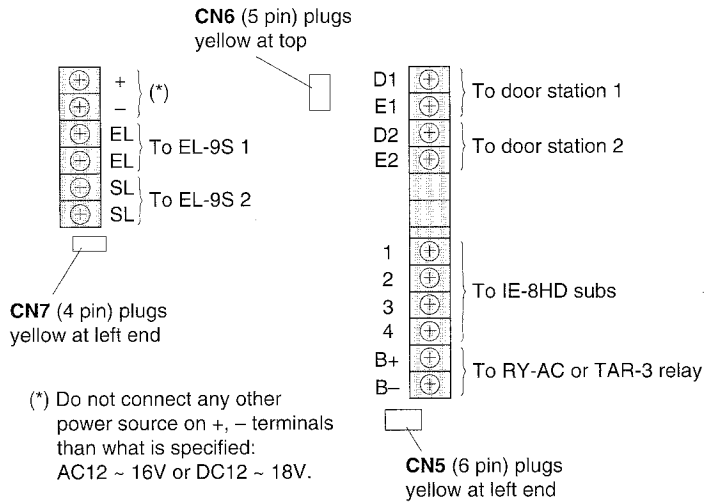 CN6 (5 pin) plugs
yellow at top
+
–
(*)
EL
EL
To EL-9S 1
SL
SL
To EL-9S 2
CN7 (4 pin) plugs
yellow at left end
(*) Do not connect any other
power source on +, – terminals
than what is specified:
AC12 ~ 16V or DC12 ~ 18V.
D1
E1
To door station 1
D2
E2
To door station 2
1
2
3
4
To IE-8HD subs
B+
B–
To RY-AC or TAR-3 relay
CN5 (6 pin) plugs
yellow at left end